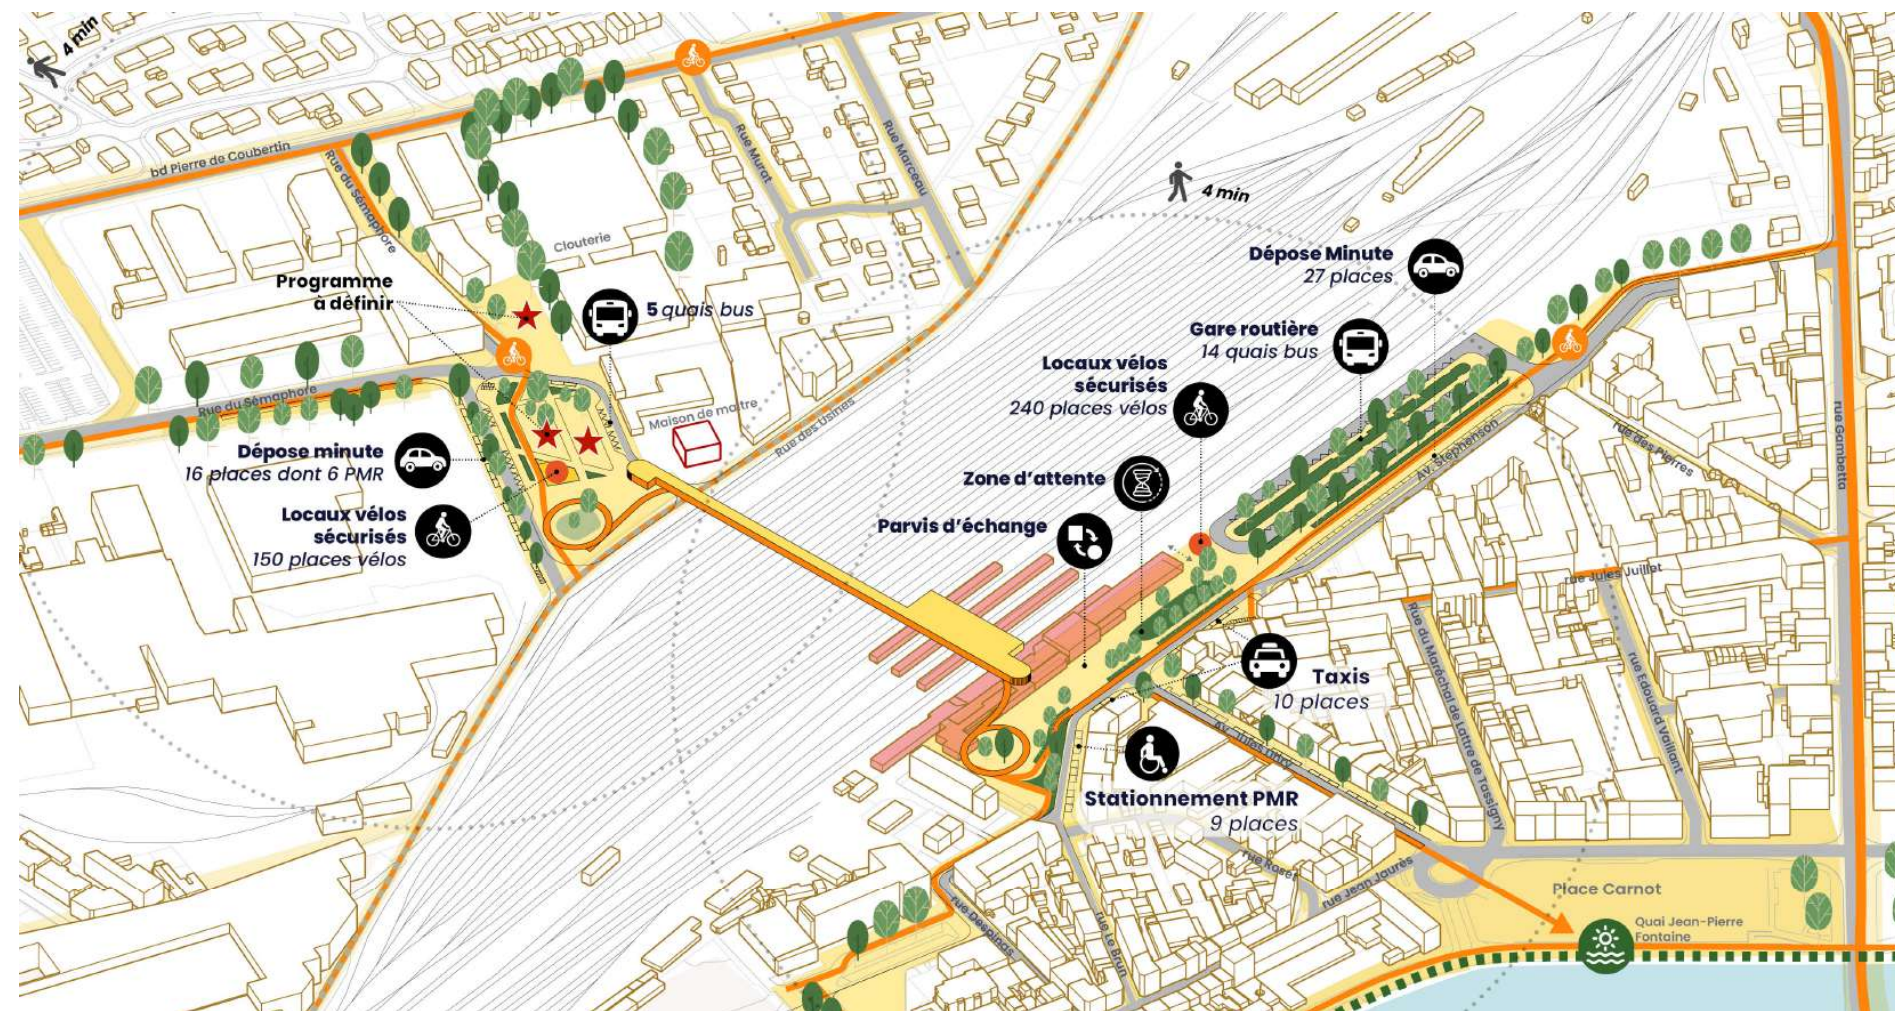 4 min
bd Pierre de Coubertin
Rue du Sémaphore
Rue Murat
Rue Marceau
Clouterie
4 min
Programme
à définir
5 quais bus
Dépose Minute
27 places
Gare routière
14 quais bus
Locaux vélos
sécurisés
240 places vélos
Rue du Sémaphore
Maison de maitre
Rue des Usines
Dépose minute
16 places dont 6 PMR
Locaux vélos
sécurisés
150 places vélos
Zone d'attente
Parvis d'échange
Av. Stephenson
rue des Pierres
rue Gambetta
rue Jules Juillet
Rue du Maréchal de Lattre de Tassigny
rue Edouard Vaillant
Taxis
10 places
Av. Jules Uhry
Stationnement PMR
9 places
rue Jean Jaurès
rue Despinas
rue Le Brun
Place Carnot
Quai Jean-Pierre
Fontaine